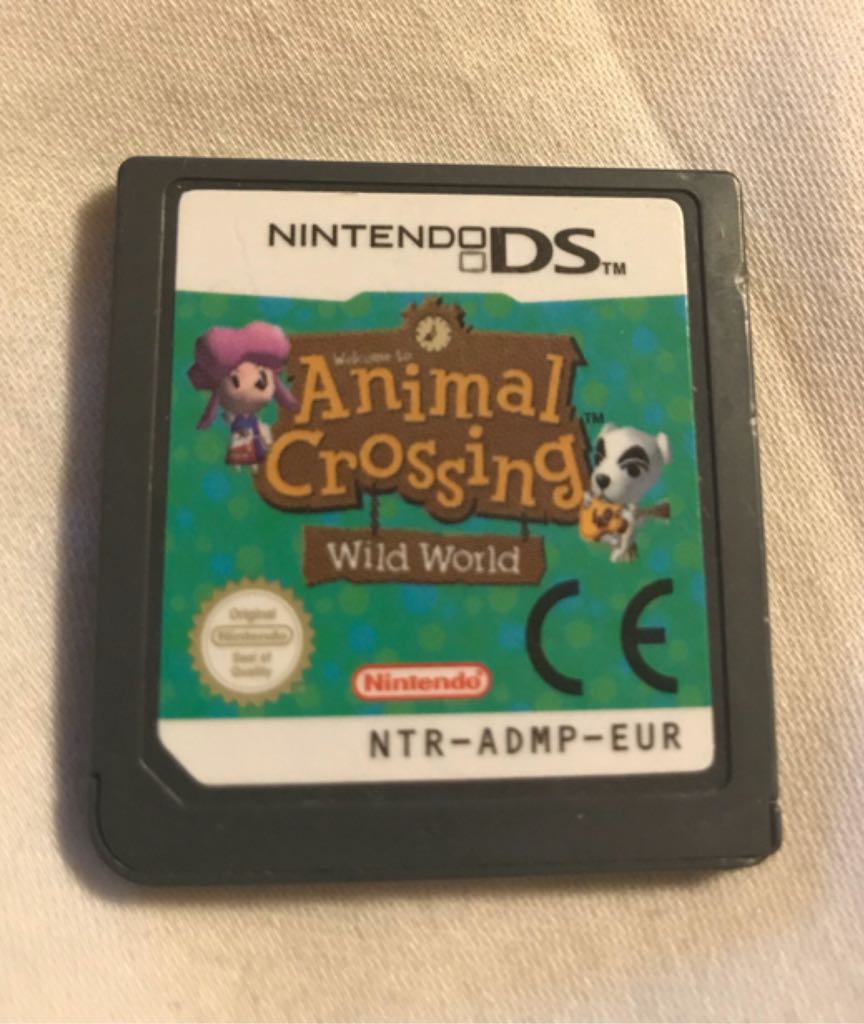 NINTENDO DS™
Welcome to
Animal
Crossing™
Wild World
Original
Nintendo
Seal of
Quality
Nintendo®
CE
NTR-ADMP-EUR